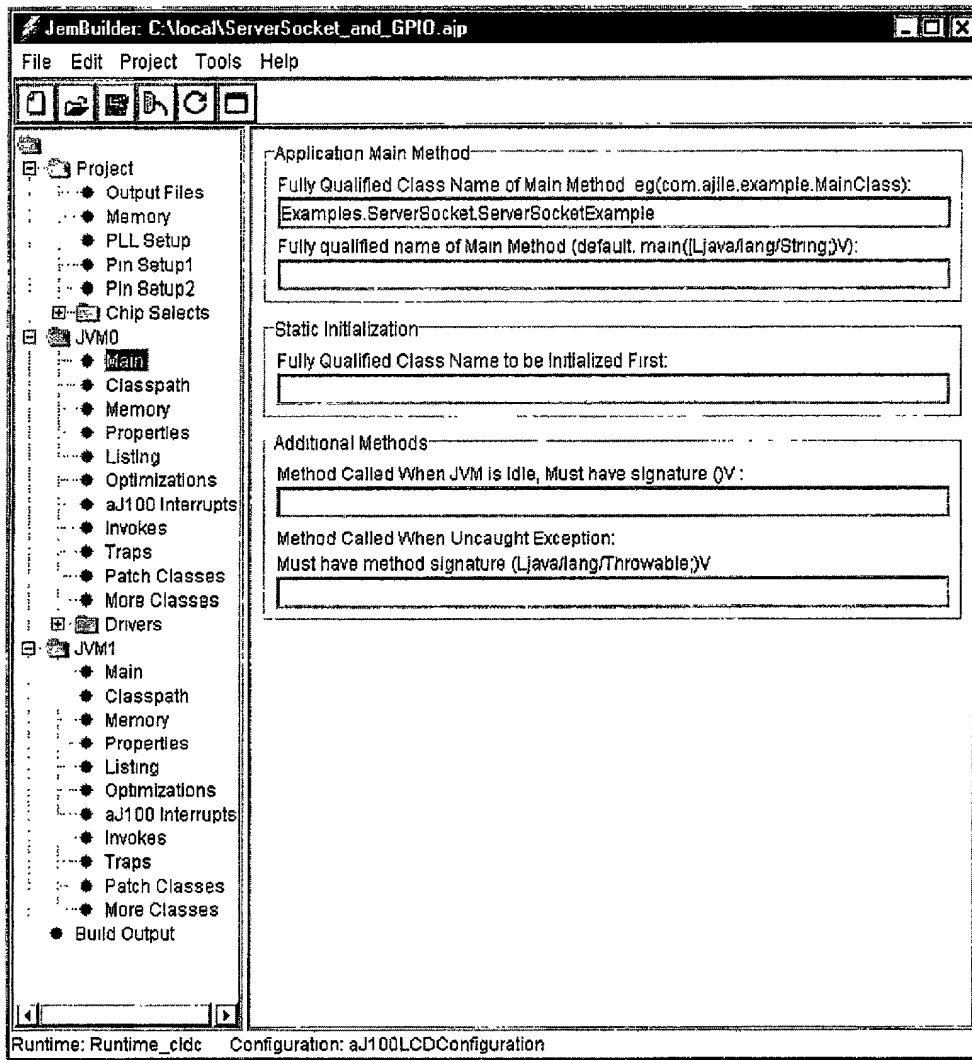 JemBuilder: C:\local\ServerSocket_and_GPIO.ajp
File Edit Project Tools Help
Project
Output Files
Memory
PLL Setup
Pin Setup1
Pin Setup2
Chip Selects
JVM0
Main
Classpath
Memory
Properties
Listing
Optimizations
aJ100 Interrupts
Invokes
Traps
Patch Classes
More Classes
Drivers
JVM1
Main
Classpath
Memory
Properties
Listing
Optimizations
aJ100 Interrupts
Invokes
Traps
Patch Classes
More Classes
Build Output
Application Main Method
Fully Qualified Class Name of Main Method eg(com.ajile.example.MainClass):
Examples.ServerSocket.ServerSocketExample
Fully qualified name of Main Method (default. main([Ljava/lang/String;)V):
Static Initialization
Fully Qualified Class Name to be Initialized First:
Additional Methods
Method Called When JVM is Idle, Must have signature ()V :
Method Called When Uncaught Exception:
Must have method signature (Ljava/lang/Throwable;)V
Runtime: Runtime_cldc Configuration: aJ100LCDConfiguration